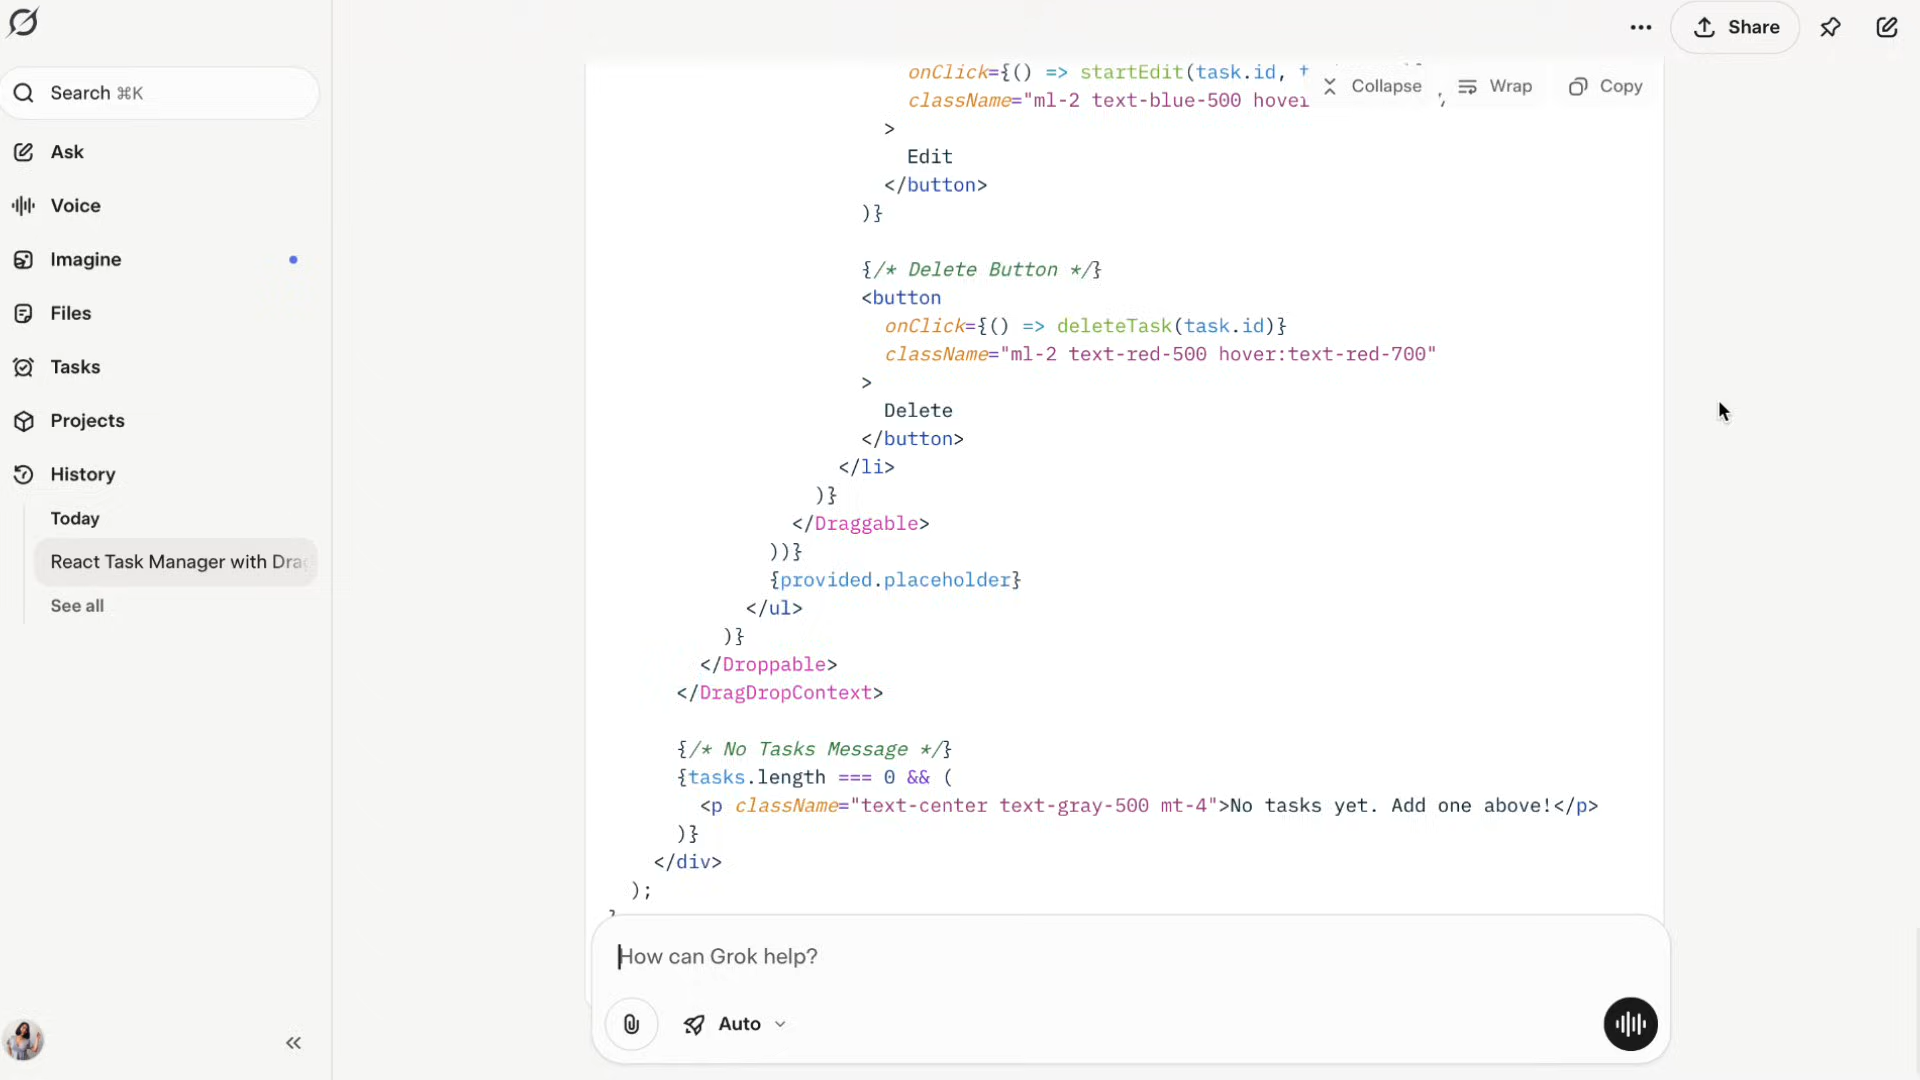 Share
Search ⌘K
Ask
Voice
Imagine
Files
Tasks
Projects
History
Today
React Task Manager with Drag
See all
Collapse
Wrap
Copy
onClick={() => startEdit(task.id,
className="ml-2 text-blue-500 hover
>
Edit
</button>
)}
{/* Delete Button */}
<button
onClick={() => deleteTask(task.id)}
className="ml-2 text-red-500 hover:text-red-700"
>
Delete
</button>
</li>
)}
</Draggable>
))}
{provided.placeholder}
</ul>
)}
</Droppable>
</DragDropContext>
{/* No Tasks Message */}
{tasks.length === 0 && (
<p className="text-center text-gray-500 mt-4">No tasks yet. Add one above!</p>
)}
</div>
);
How can Grok help?
Auto